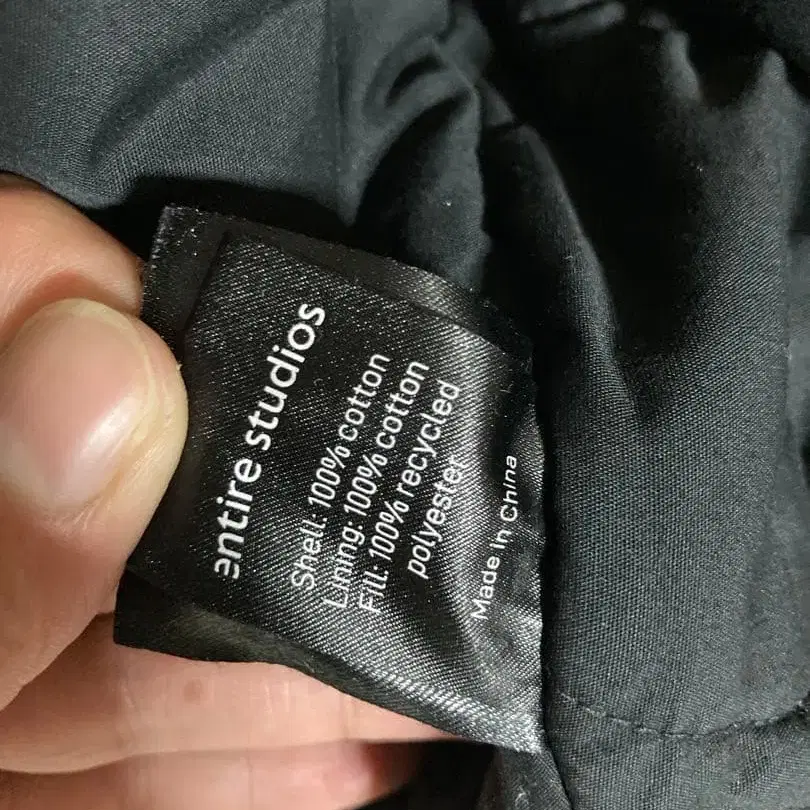 entire studios
Shell: 100% cotton
Lining: 100% cotton
Fill: 100% recycled
polyester
Made In China